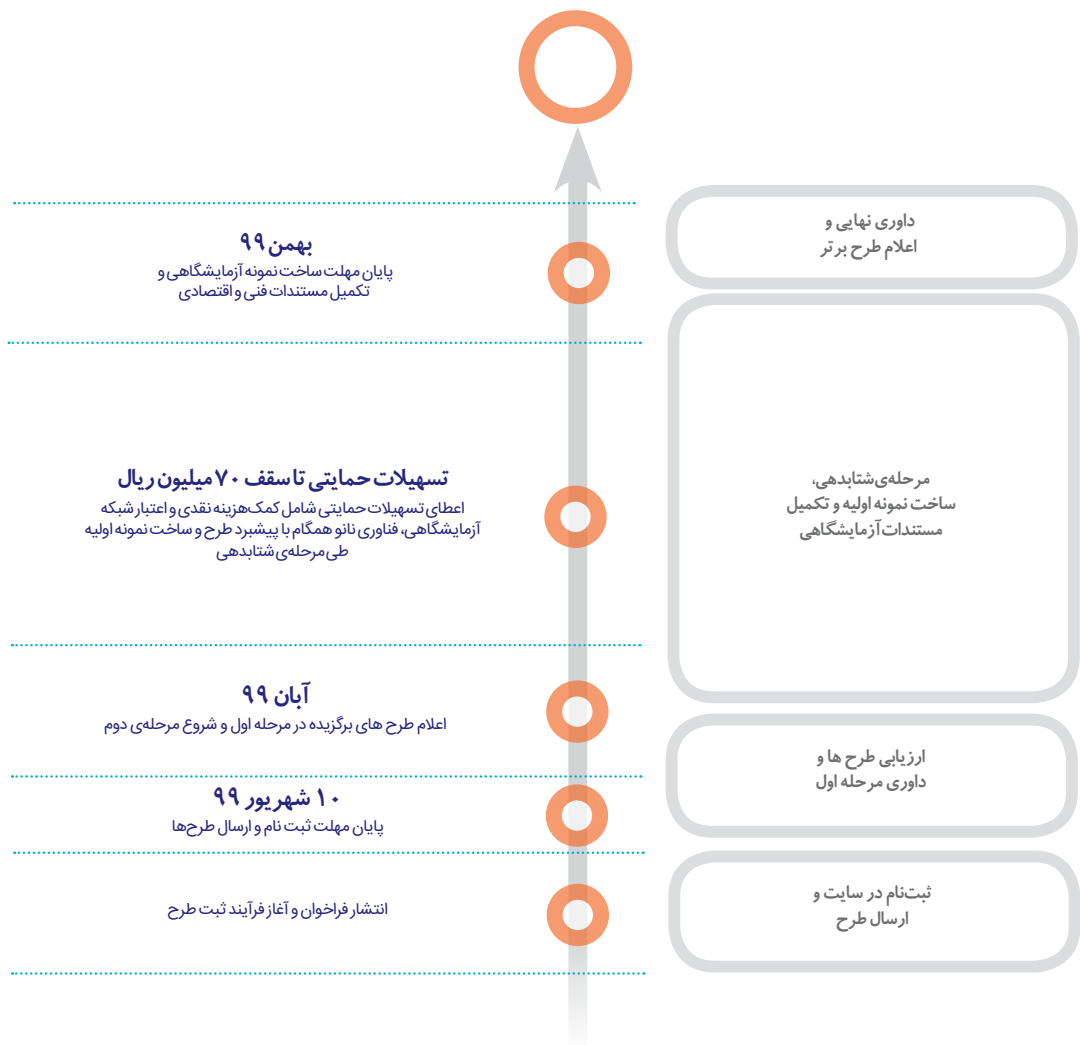 داوری نهایی و
اعلام طرح برتر
بهمن ۹۹
پایان مهلت ساخت نمونه آزمایشگاهی و
تکمیل مستندات فنی و اقتصادی
مرحله‌ی شتابدهی،
ساخت نمونه اولیه و تکمیل
مستندات آزمایشگاهی
تسهیلات حمایتی تا سقف ۷۰ میلیون ریال
اعطای تسهیلات حمایتی شامل کمک‌هزینه نقدی و اعتبار شبکه
آزمایشگاهی، فناوری نانو همگام با پیشبرد طرح و ساخت نمونه اولیه
طی مرحله‌ی شتابدهی
آبان ۹۹
اعلام طرح های برگزیده در مرحله اول و شروع مرحله‌ی دوم
ارزیابی طرح ها و
داوری مرحله اول
۱۰ شهریور ۹۹
پایان مهلت ثبت نام و ارسال طرح‌ها
ثبت‌نام در سایت و
ارسال طرح
انتشار فراخوان و آغاز فرآیند ثبت طرح